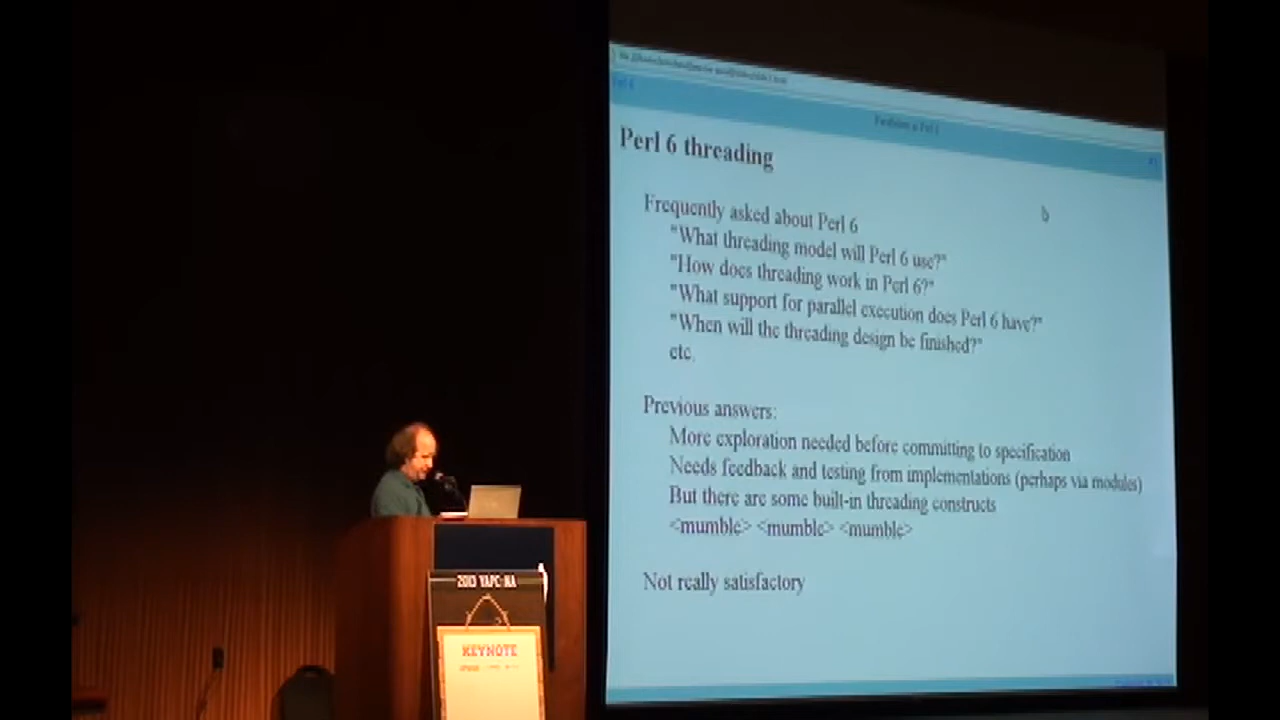 Perl 6 threading
Frequently asked about Perl 6
"What threading model will Perl 6 use?"
"How does threading work in Perl 6?"
"What support for parallel execution does Perl 6 have?"
"When will the threading design be finished?"
etc.
Previous answers:
More exploration needed before committing to specification
Needs feedback and testing from implementations (perhaps via modules)
But there are some built-in threading constructs
<mumble> <mumble> <mumble>
Not really satisfactory
2013 YAPC::NA
KEYNOTE